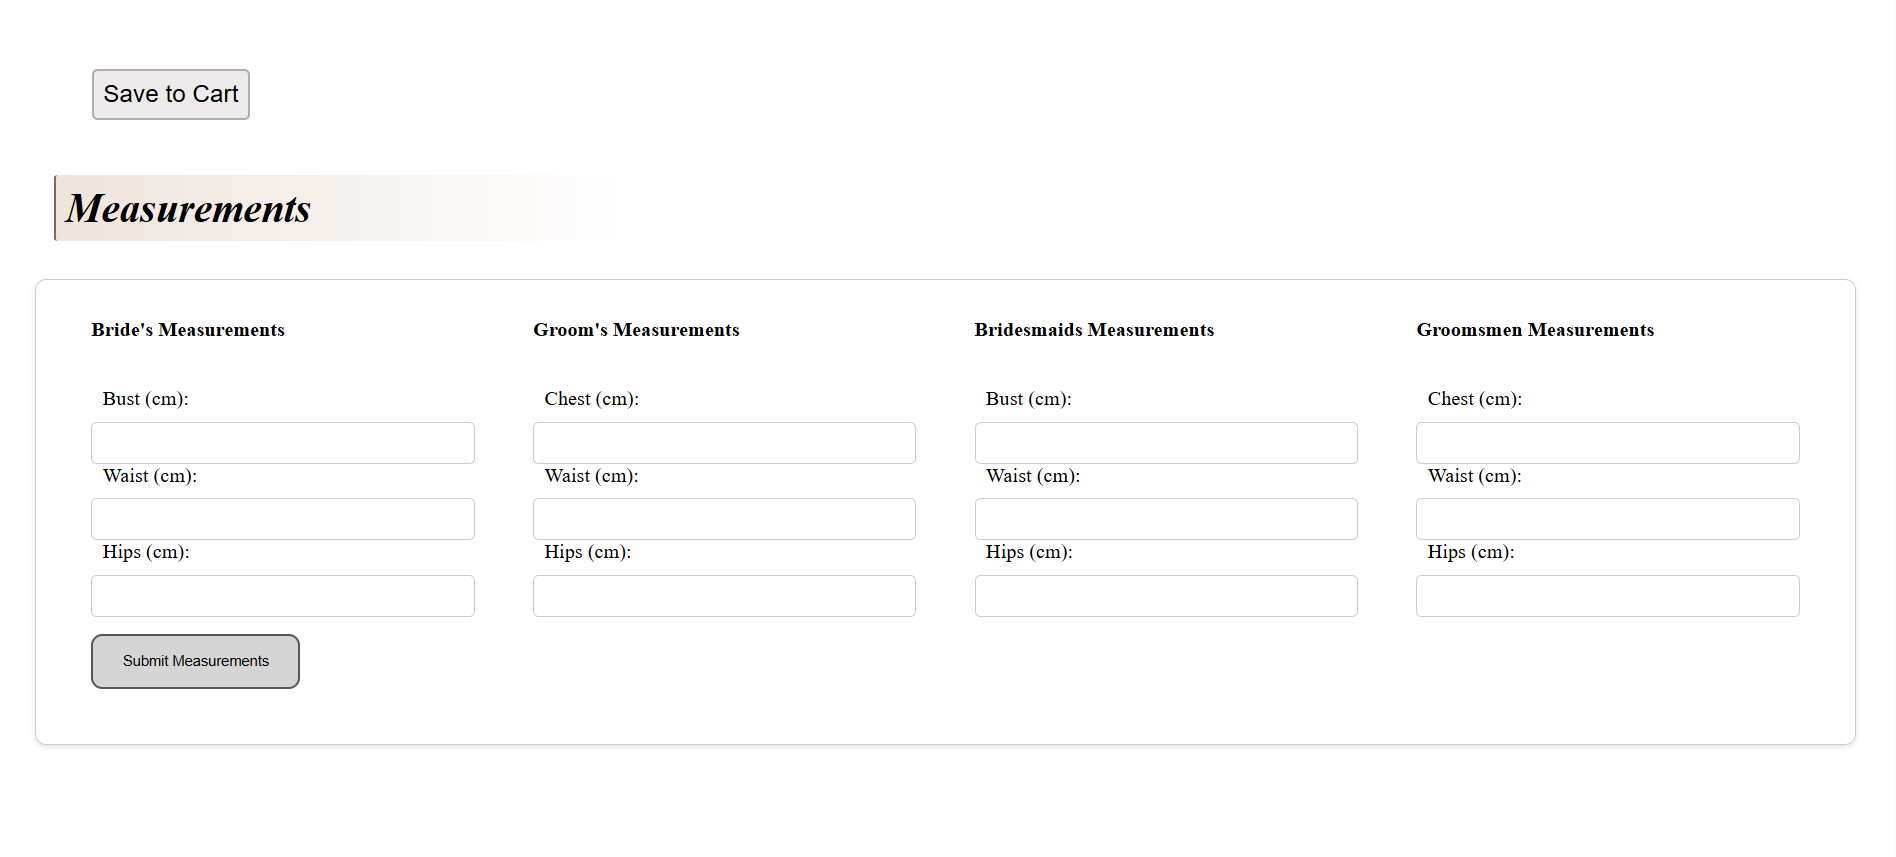 Save to Cart
Measurements
Bride's Measurements
Bust (cm):
Waist (cm):
Hips (cm):
Submit Measurements
Groom's Measurements
Chest (cm):
Waist (cm):
Hips (cm):
Bridesmaids Measurements
Bust (cm):
Waist (cm):
Hips (cm):
Groomsmen Measurements
Chest (cm):
Waist (cm):
Hips (cm):